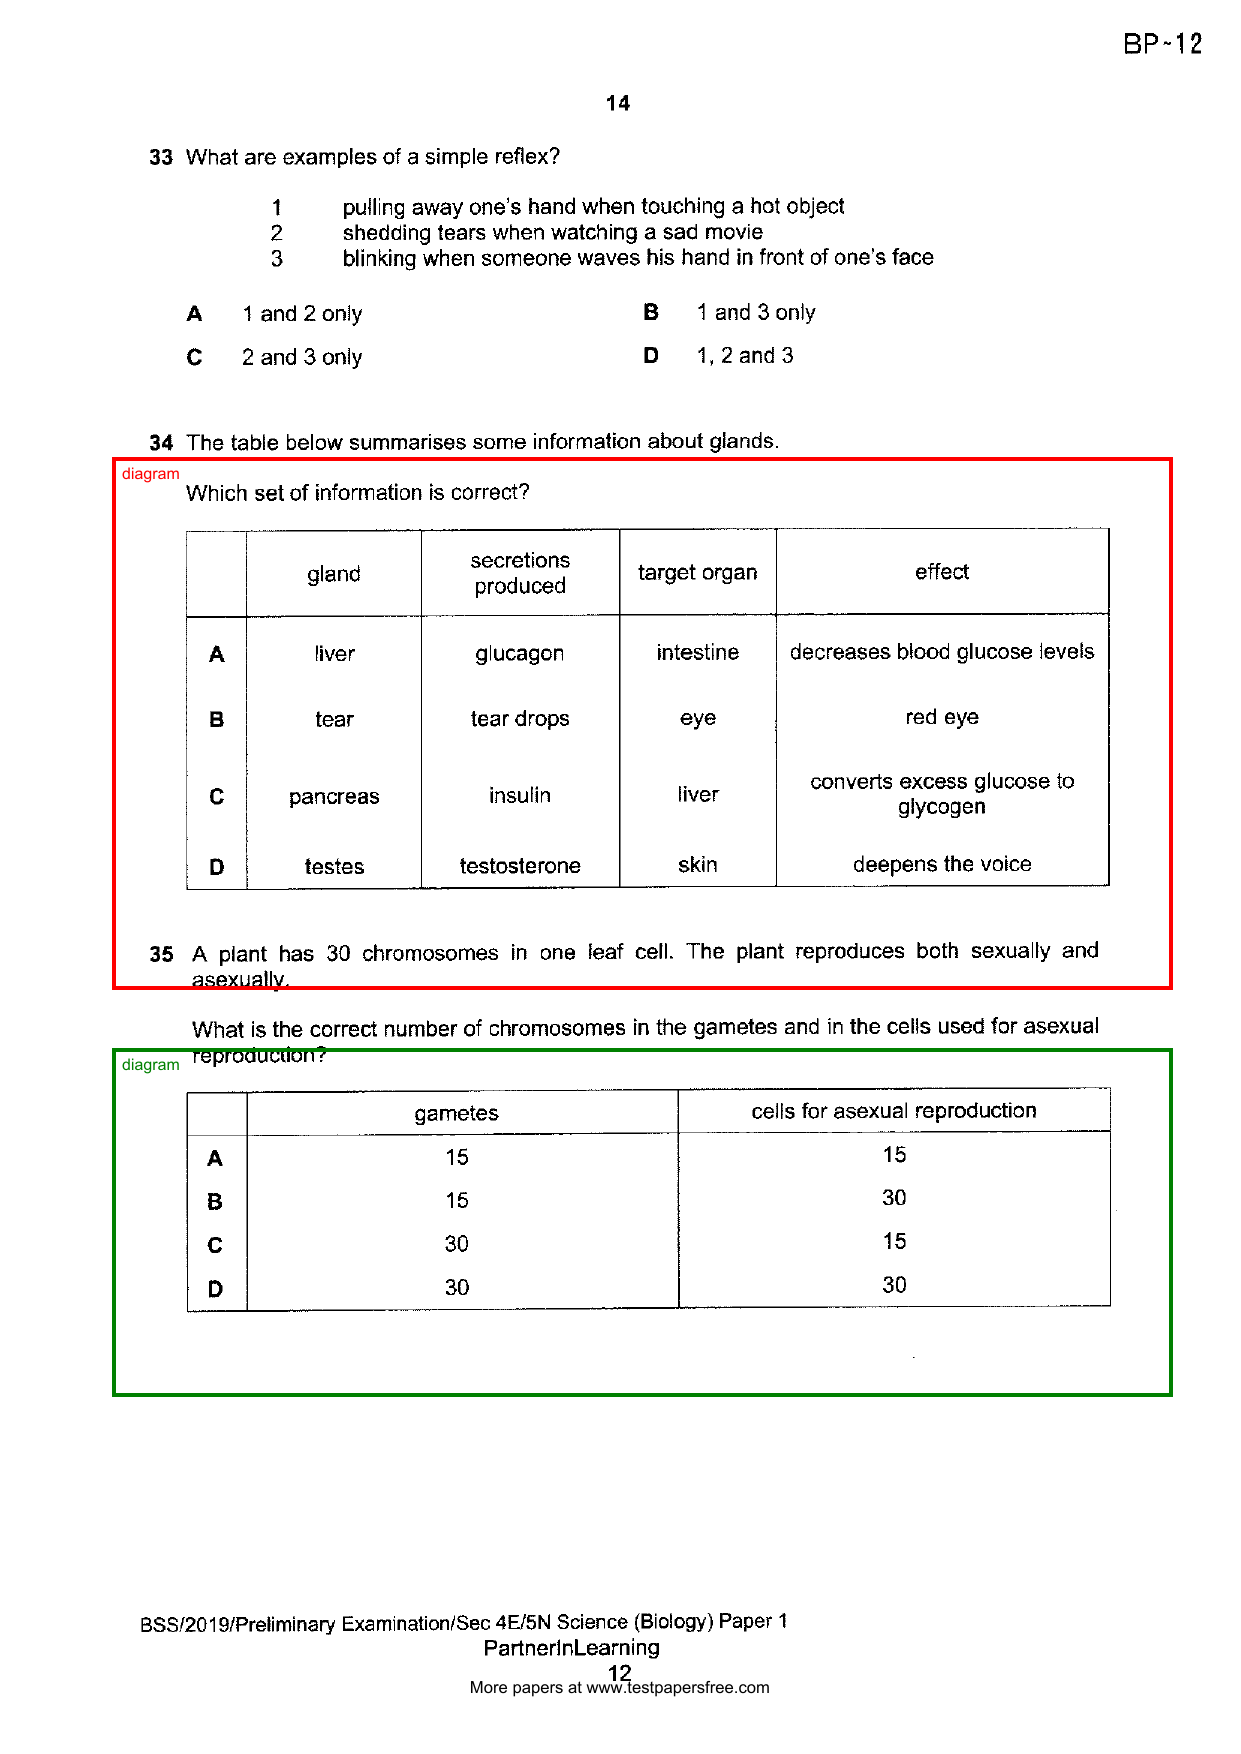 BP-12
14
33 What are examples of a simple reflex?
1 pulling away one's hand when touching a hot object
2 shedding tears when watching a sad movie
3 blinking when someone waves his hand in front of one's face
A 1 and 2 only B 1 and 3 only
C 2 and 3 only D 1, 2 and 3
34 The table below summarises some information about glands.
diagram
Which set of information is correct?
gland secretions produced target organ effect
A liver glucagon intestine decreases blood glucose levels
B tear tear drops eye red eye
C pancreas insulin liver converts excess glucose to glycogen
D testes testosterone skin deepens the voice
35 A plant has 30 chromosomes in one leaf cell. The plant reproduces both sexually and
asexually.
What is the correct number of chromosomes in the gametes and in the cells used for asexual
reproduction?
diagram
gametes cells for asexual reproduction
A 15 15
B 15 30
C 30 15
D 30 30
BSS/2019/Preliminary Examination/Sec 4E/5N Science (Biology) Paper 1
PartnerInLearning
12
More papers at www.testpapersfree.com